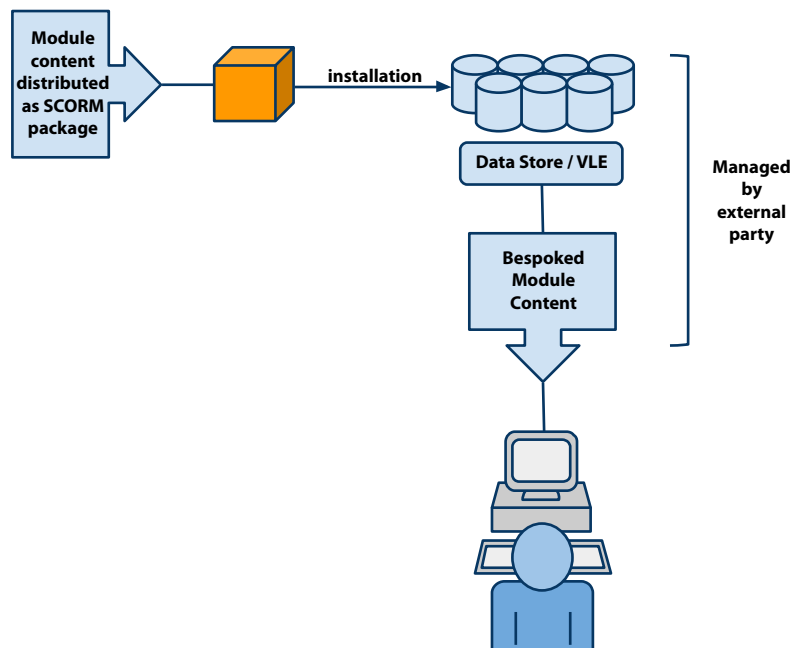 Module
content
distributed
as SCORM
package
installation
Data Store / VLE
Bespoked
Module
Content
Managed
by
external
party